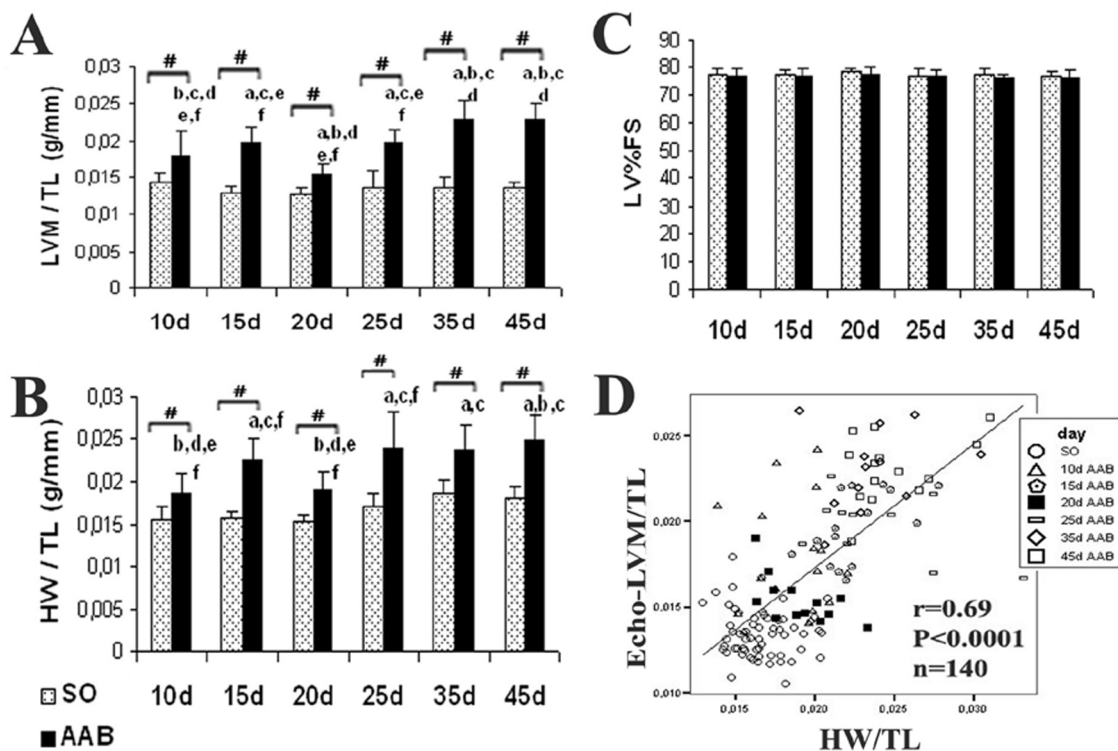 A
LVM / TL (g/mm)
0,03
0,025
0,02
0,015
0,01
0,005
0
# # # # # #
b,c,d
e,f
a,c,e
f
a,b,d
e,f
a,c,e
f
a,b,c
d
a,b,c
d
10d 15d 20d 25d 35d 45d
B
HW / TL (g/mm)
0,03
0,025
0,02
0,015
0,01
0,005
0
# # # # # #
b,d,e
f
a,c,f
b,d,e
f
a,c,f
a,c
a,b,c
10d 15d 20d 25d 35d 45d
SO
AAB
C
LV%FS
90
80
70
60
50
40
30
20
10
0
10d 15d 20d 25d 35d 45d
D
Echo-LVM/TL
0,025
0,020
0,015
0,010
0,015 0,020 0,025 0,030
HW/TL
r=0.69
P<0.0001
n=140
day
SO
10d AAB
15d AAB
20d AAB
25d AAB
35d AAB
45d AAB